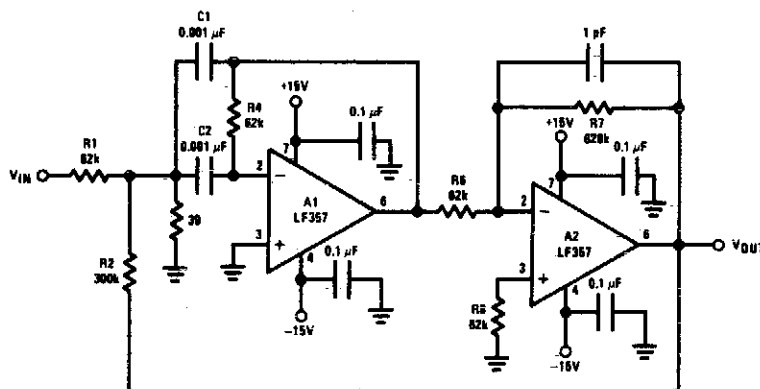 C1
0.001 µF
1 pF
+15V
R4
62k
0.1 µF
R7
620k
C2
0.001 µF
+15V
0.1 µF
R1
62k
7
VIN
2
6
R6
62k
7
A1
LF357
2
39
3
A2
LF357
6
VOUT
R2
300k
4
0.1 µF
3
4
0.1 µF
-15V
62k
-15V